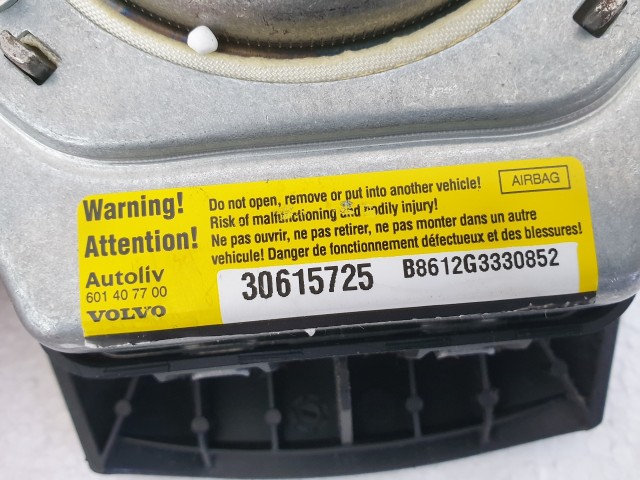 Warning!
Attention!
Autoliv
601 40 77 00
VOLVO
Do not open, remove or put into another vehicle!
Risk of malfunctioning and bodily injury!
Ne pas ouvrir, ne pas retirer, ne pas monter dans un autre
vehicule! Danger de fonctionnement défectueux et des blessures!
AIRBAG
30615725
B8612G3330852